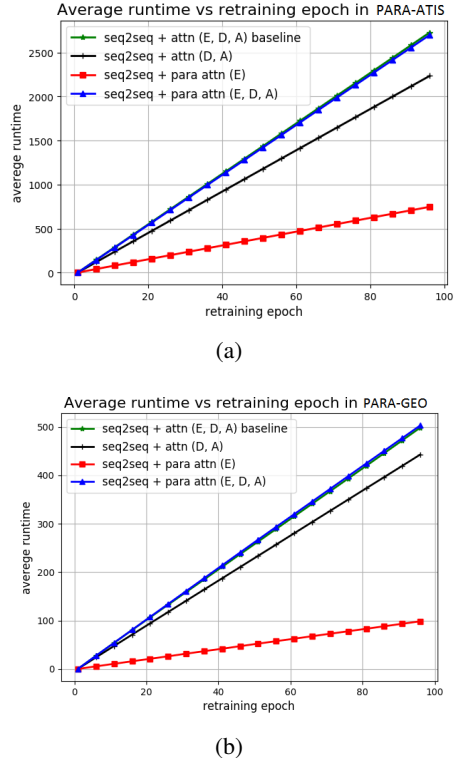 Average runtime vs retraining epoch in PARA-ATIS
seq2seq + attn (E, D, A) baseline
seq2seq + attn (D, A)
seq2seq + para attn (E)
seq2seq + para attn (E, D, A)
averege runtime
2500
2000
1500
1000
500
0
0 20 40 60 80 100
retraining epoch
(a)
Average runtime vs retraining epoch in PARA-GEO
seq2seq + attn (E, D, A) baseline
seq2seq + attn (D, A)
seq2seq + para attn (E)
seq2seq + para attn (E, D, A)
averege runtime
500
400
300
200
100
0
0 20 40 60 80 100
retraining epoch
(b)